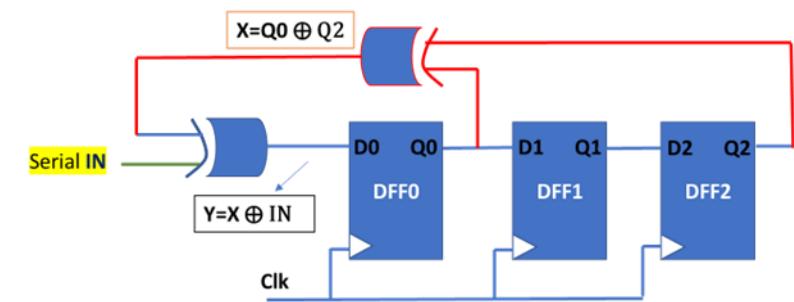 X=Q0 ⊕ Q2
Serial IN
D0 Q0 D1 Q1 D2 Q2
DFF0 DFF1 DFF2
Y=X ⊕ IN
Clk